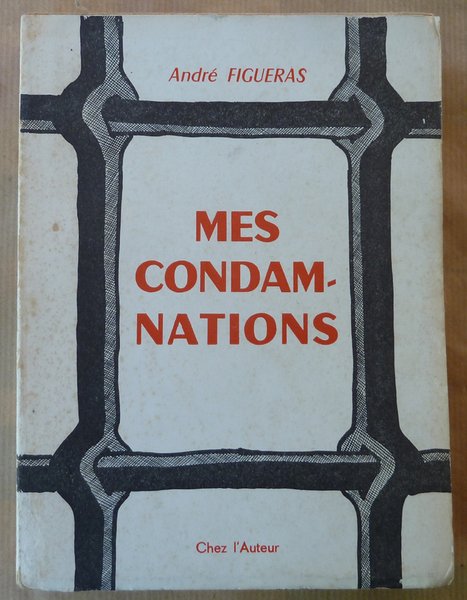 André FIGUERAS
MES
CONDAM-
NATIONS
Chez l'Auteur